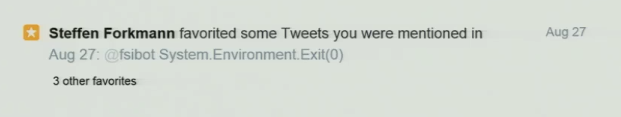 Steffen Forkmann favorited some Tweets you were mentioned in Aug 27
Aug 27: @fsibot System.Environment.Exit(0)
3 other favorites